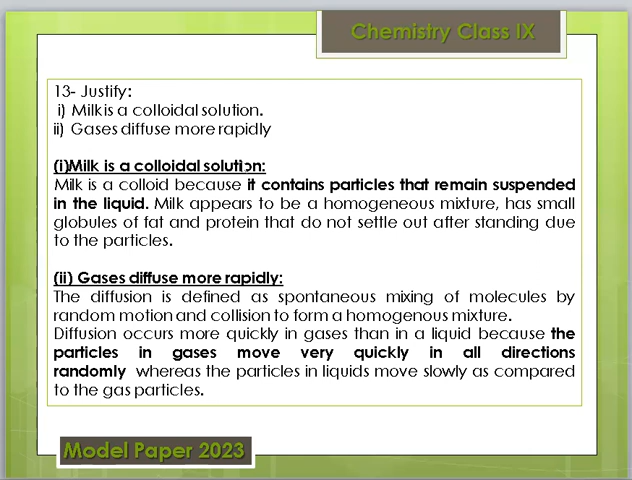 Chemistry Class IX
13- Justify:
i) Milk is a colloidal solution.
ii) Gases diffuse more rapidly
(i)Milk is a colloidal solution:
Milk is a colloid because it contains particles that remain suspended
in the liquid. Milk appears to be a homogeneous mixture, has small
globules of fat and protein that do not settle out after standing due
to the particles.
(ii) Gases diffuse more rapidly:
The diffusion is defined as spontaneous mixing of molecules by
random motion and collision to form a homogenous mixture.
Diffusion occurs more quickly in gases than in a liquid because the
particles in gases move very quickly in all directions
randomly whereas the particles in liquids move slowly as compared
to the gas particles.
Model Paper 2023